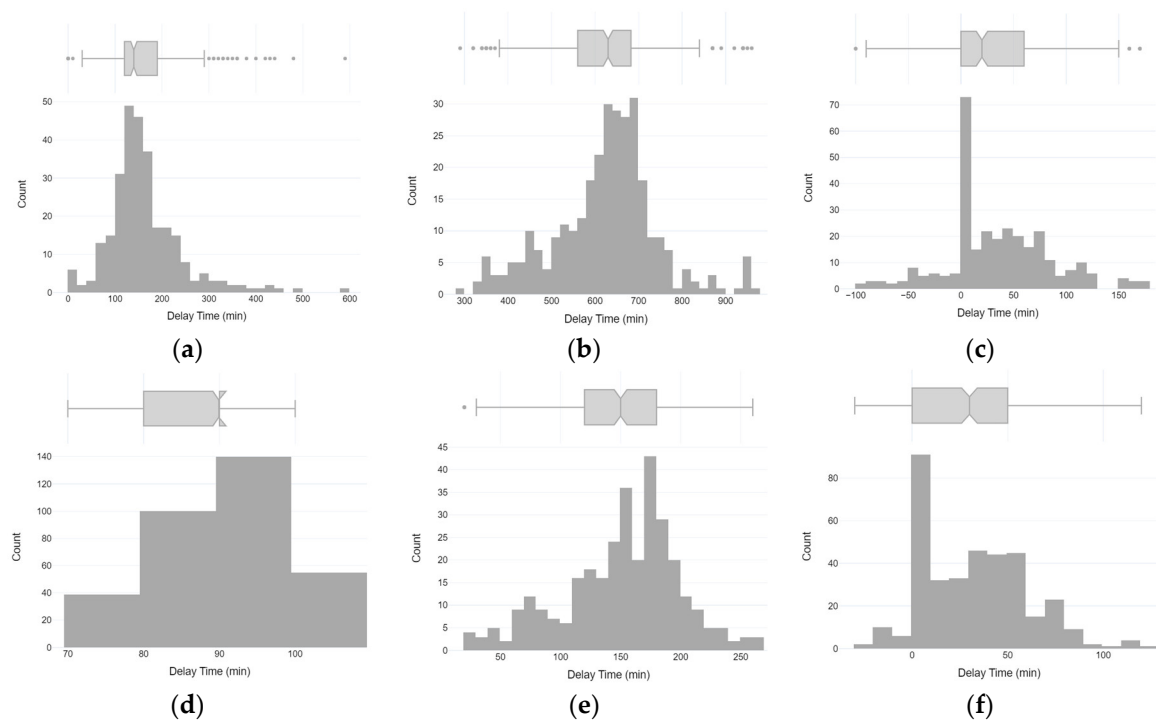 50
40
30
20
10
0
Count
0 100 200 300 400 500 600
Delay Time (min)
(a)
30
25
20
15
10
5
0
Count
300 400 500 600 700 800 900
Delay Time (min)
(b)
70
60
50
40
30
20
10
0
Count
−100 −50 0 50 100 150
Delay Time (min)
(c)
140
120
100
80
60
40
20
0
Count
70 80 90 100
Delay Time (min)
(d)
45
40
35
30
25
20
15
10
5
0
Count
50 100 150 200 250
Delay Time (min)
(e)
80
60
40
20
0
Count
0 50 100
Delay Time (min)
(f)